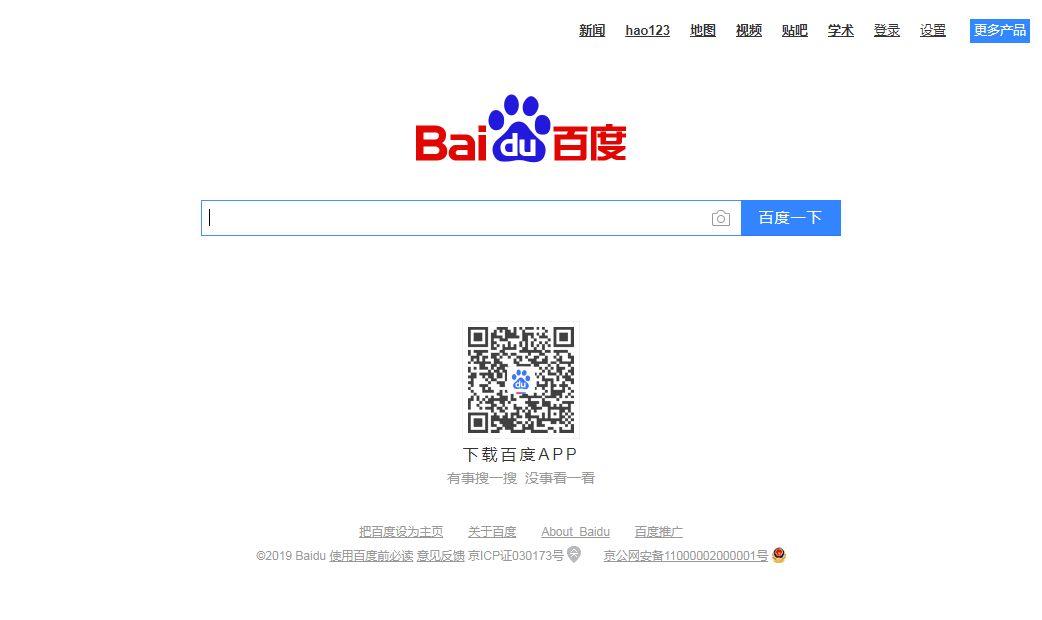 新闻 hao123 地图 视频 贴吧 学术 登录 设置 更多产品
Baidu百度
百度一下
du
下载百度APP
有事搜一搜 没事看一看
把百度设为主页 关于百度 About Baidu 百度推广
©2019 Baidu 使用百度前必读 意见反馈 京ICP证030173号 京公网安备11000002000001号